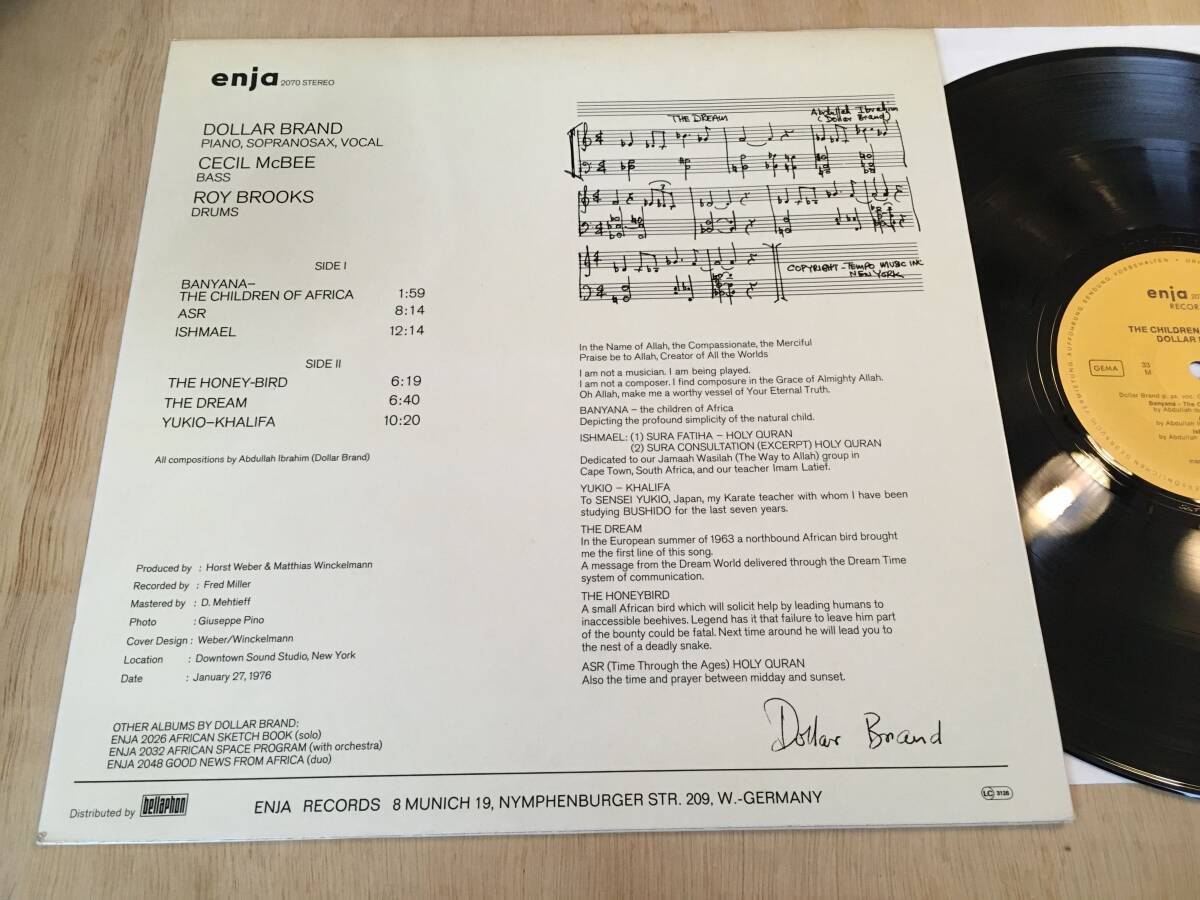 enja 2070 STEREO
DOLLAR BRAND
PIANO, SOPRANOSAX, VOCAL
CECIL McBEE
BASS
ROY BROOKS
DRUMS
SIDE I
BANYANA–
THE CHILDREN OF AFRICA 1:59
ASR 8:14
ISHMAEL 12:14
SIDE II
THE HONEY-BIRD 6:19
THE DREAM 6:40
YUKIO–KHALIFA 10:20
All compositions by Abdullah Ibrahim (Dollar Brand)
Produced by : Horst Weber & Matthias Winckelmann
Recorded by : Fred Miller
Mastered by : D. Mehtieff
Photo : Giuseppe Pino
Cover Design : Weber/Winckelmann
Location : Downtown Sound Studio, New York
Date : January 27, 1976
OTHER ALBUMS BY DOLLAR BRAND:
ENJA 2026 AFRICAN SKETCH BOOK (solo)
ENJA 2032 AFRICAN SPACE PROGRAM (with orchestra)
ENJA 2048 GOOD NEWS FROM AFRICA (duo)
THE DREAM
Abdullah Ibrahim
(Dollar Brand)
COPYRIGHT – TEMPO MUSIC INC
NEW YORK
In the Name of Allah, the Compassionate, the Merciful
Praise be to Allah, Creator of All the Worlds
I am not a musician. I am being played.
I am not a composer. I find composure in the Grace of Almighty Allah.
Oh Allah, make me a worthy vessel of Your Eternal Truth.
BANYANA – the children of Africa
Depicting the profound simplicity of the natural child.
ISHMAEL: (1) SURA FATIHA – HOLY QURAN
(2) SURA CONSULTATION (EXCERPT) HOLY QURAN
Dedicated to our Jamaah Wasilah (The Way to Allah) group in
Cape Town, South Africa, and our teacher Imam Latief.
YUKIO – KHALIFA
To SENSEI YUKIO, Japan, my Karate teacher with whom I have been
studying BUSHIDO for the last seven years.
THE DREAM
In the European summer of 1963 a northbound African bird brought
me the first line of this song.
A message from the Dream World delivered through the Dream Time
system of communication.
THE HONEYBIRD
A small African bird which will solicit help by leading humans to
inaccessible beehives. Legend has it that failure to leave him part
of the bounty could be fatal. Next time around he will lead you to
the nest of a deadly snake.
ASR (Time Through the Ages) HOLY QURAN
Also the time and prayer between midday and sunset.
Dollar Brand
Distributed by bellaphon
ENJA RECORDS 8 MUNICH 19, NYMPHENBURGER STR. 209, W.-GERMANY
LC 3126
enja
THE CHILDREN
DOLLAR
GEMA
33
M